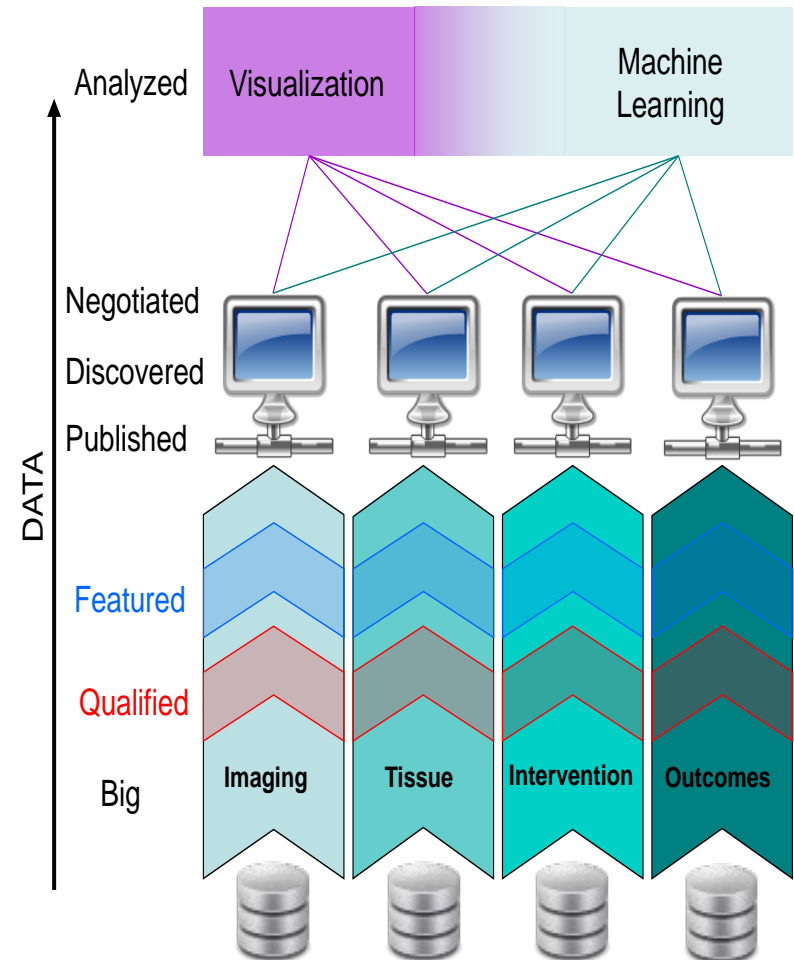 Analyzed
Visualization
Machine
Learning
Negotiated
Discovered
Published
DATA
Featured
Qualified
Big
Imaging
Tissue
Intervention
Outcomes